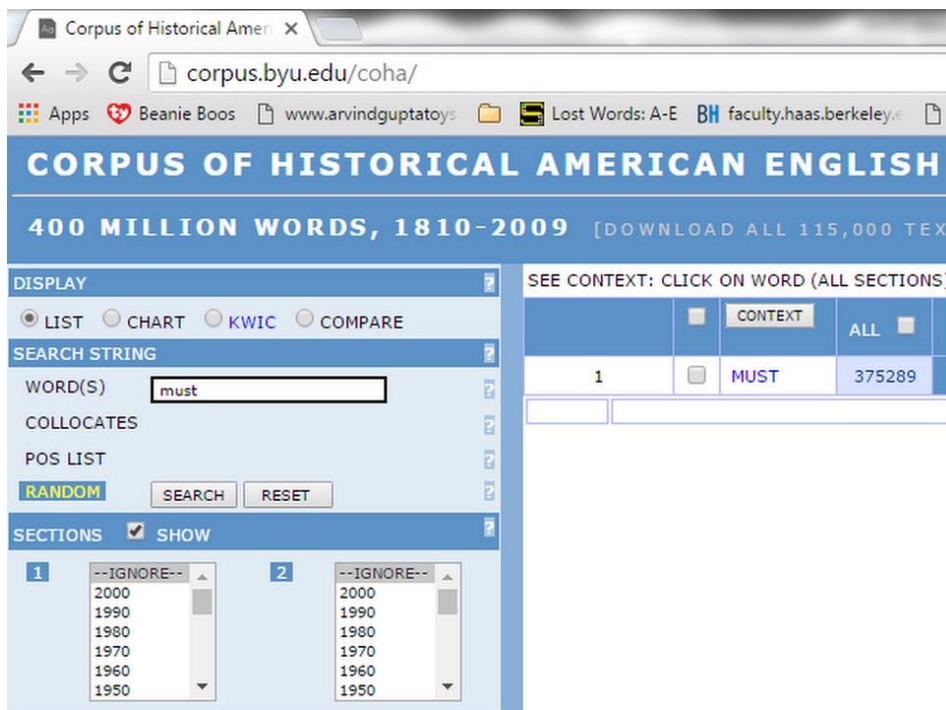 Corpus of Historical Amer
corpus.byu.edu/coha/
Apps Beanie Boos www.arvindguptatoys Lost Words: A-E BH faculty.haas.berkeley.e
CORPUS OF HISTORICAL AMERICAN ENGLISH
400 MILLION WORDS, 1810-2009 [DOWNLOAD ALL 115,000 TEX
DISPLAY ?
LIST CHART KWIC COMPARE
SEARCH STRING ?
WORD(S) must ?
COLLOCATES ?
POS LIST ?
RANDOM SEARCH RESET ?
SECTIONS SHOW ?
1 2
--IGNORE-- --IGNORE--
2000 2000
1990 1990
1980 1980
1970 1970
1960 1960
1950 1950
SEE CONTEXT: CLICK ON WORD (ALL SECTIONS)
CONTEXT ALL
1 MUST 375289